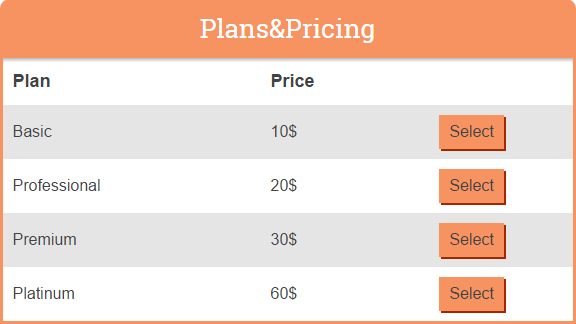 Plans&Pricing
Plan Price
Basic 10$ Select
Professional 20$ Select
Premium 30$ Select
Platinum 60$ Select